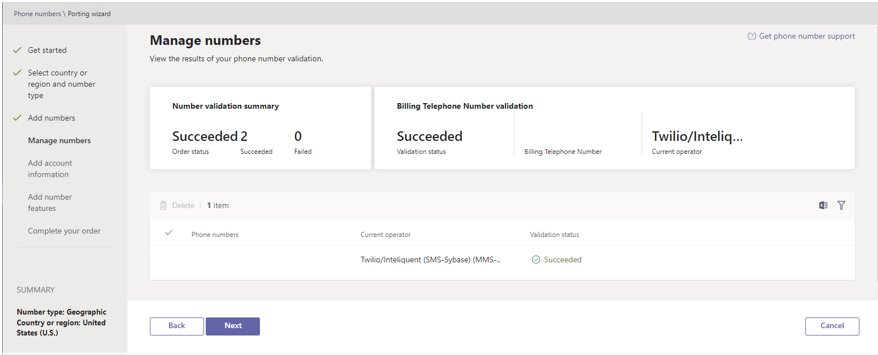 Phone numbers \ Porting wizard
Get started
Select country or
region and number
type
Add numbers
Manage numbers
Add account
information
Add number
features
Complete your order
SUMMARY
Number type: Geographic
Country or region: United
States (U.S.)
Manage numbers
Get phone number support
View the results of your phone number validation.
Number validation summary
Succeeded 2 0
Order status Succeeded Failed
Billing Telephone Number validation
Succeeded Twilio/Inteliq...
Validation status Billing Telephone Number Current operator
Delete 1 item
Phone numbers Current operator Validation status
Twilio/Inteliquent (SMS-Sybase) (MMS-.. Succeeded
Back Next Cancel